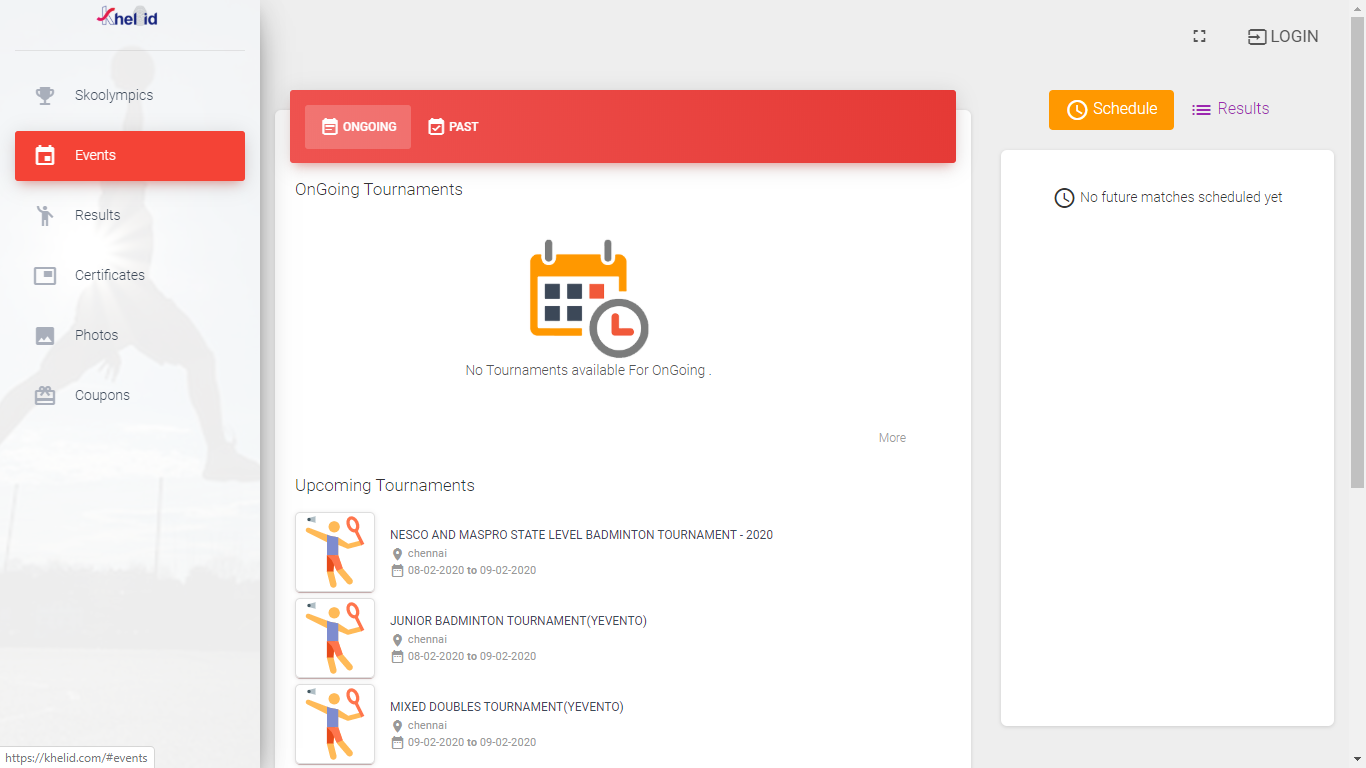 Khelid
Skoolympics
Events
Results
Certificates
Photos
Coupons
https://khelid.com/#events
LOGIN
ONGOING PAST
OnGoing Tournaments
No Tournaments available For OnGoing .
More
Upcoming Tournaments
NESCO AND MASPRO STATE LEVEL BADMINTON TOURNAMENT - 2020
chennai
08-02-2020 to 09-02-2020
JUNIOR BADMINTON TOURNAMENT(YEVENTO)
chennai
08-02-2020 to 09-02-2020
MIXED DOUBLES TOURNAMENT(YEVENTO)
chennai
09-02-2020 to 09-02-2020
Schedule Results
No future matches scheduled yet